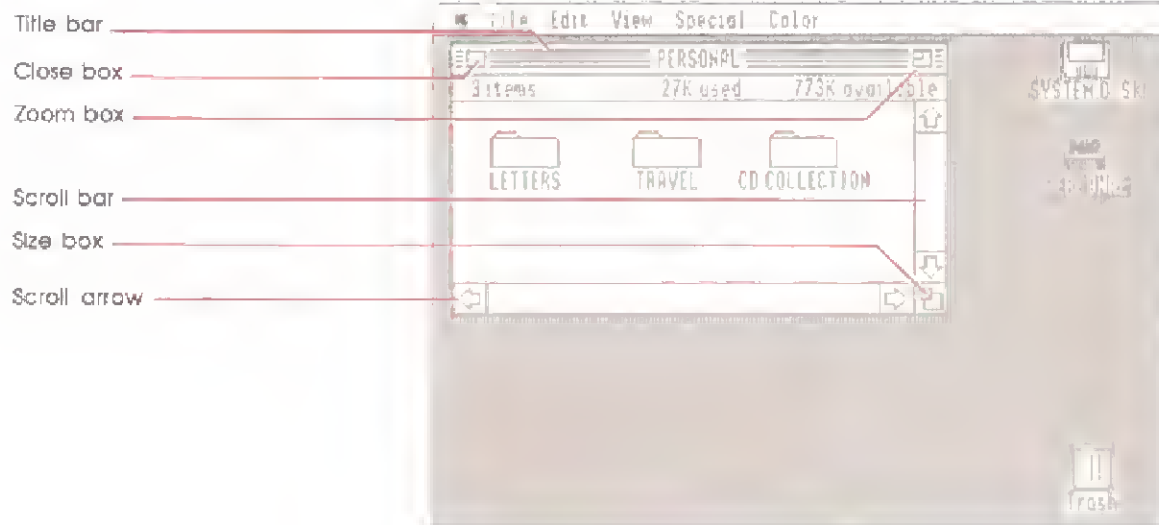 Title bar
Close box
Zoom box
Scroll bar
Size box
Scroll arrow
File Edit View Special Color
PERSONAL
3 items 27K used 773K available
LETTERS TRAVEL CD COLLECTION
SYSTEM DISK
Trash